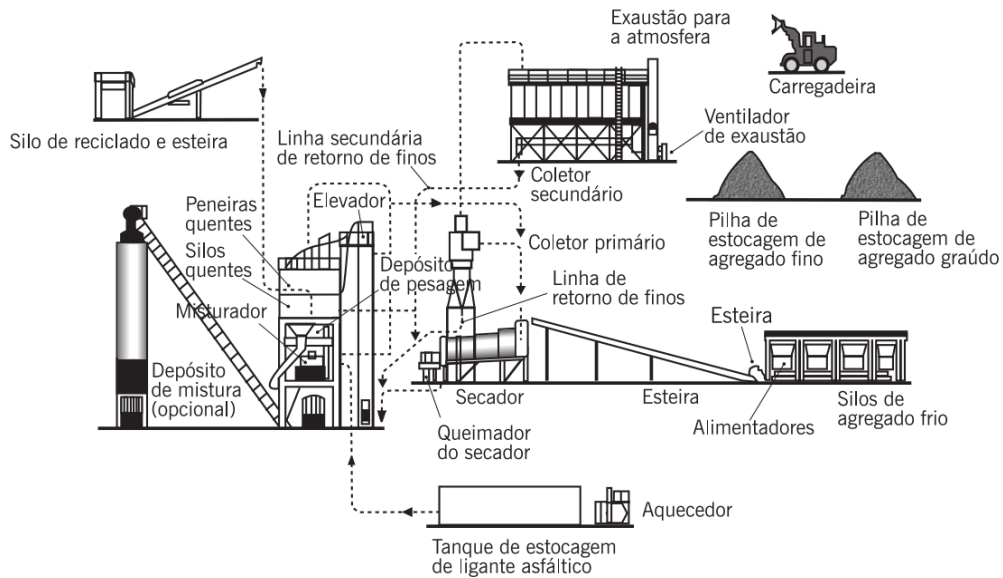 Exaustão para
a atmosfera
Carregadeira
Silo de reciclado e esteira
Linha secundária
de retorno de finos
Ventilador
de exaustão
Coletor
secundário
Peneiras
quentes
Elevador
Pilha de
estocagem de
agregado fino
Pilha de
estocagem de
agregado graúdo
Silos
quentes
Depósito
de pesagem
Coletor primário
Linha de
retorno de finos
Misturador
Esteira
Depósito
de mistura
(opcional)
Secador
Esteira
Alimentadores
Silos de
agregado frio
Queimador
do secador
Aquecedor
Tanque de estocagem
de ligante asfáltico